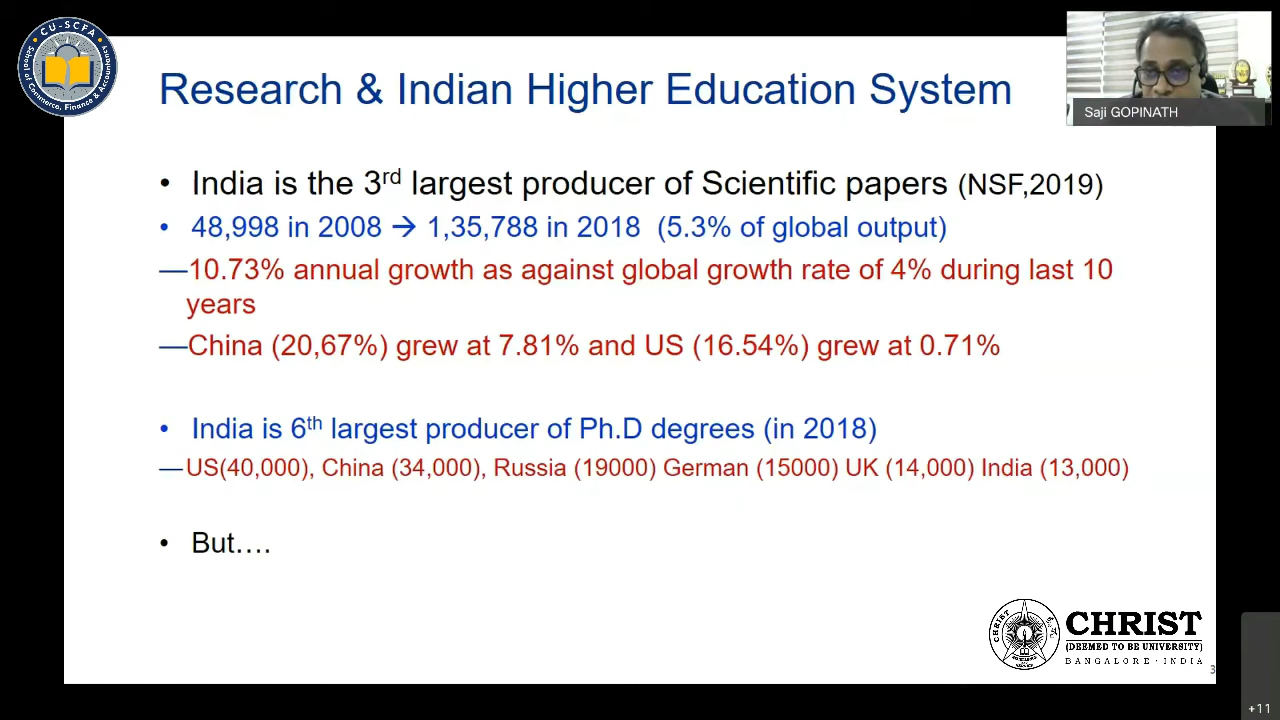 CU-SCFA
School of Commerce, Finance & Accountancy
Research & Indian Higher Education System
Saji GOPINATH
• India is the 3rd largest producer of Scientific papers (NSF,2019)
• 48,998 in 2008 → 1,35,788 in 2018 (5.3% of global output)
—10.73% annual growth as against global growth rate of 4% during last 10
years
—China (20,67%) grew at 7.81% and US (16.54%) grew at 0.71%
• India is 6th largest producer of Ph.D degrees (in 2018)
—US(40,000), China (34,000), Russia (19000) German (15000) UK (14,000) India (13,000)
• But….
CHRIST
CHRIST
(DEEMED TO BE UNIVERSITY)
BANGALORE · INDIA
3
+11